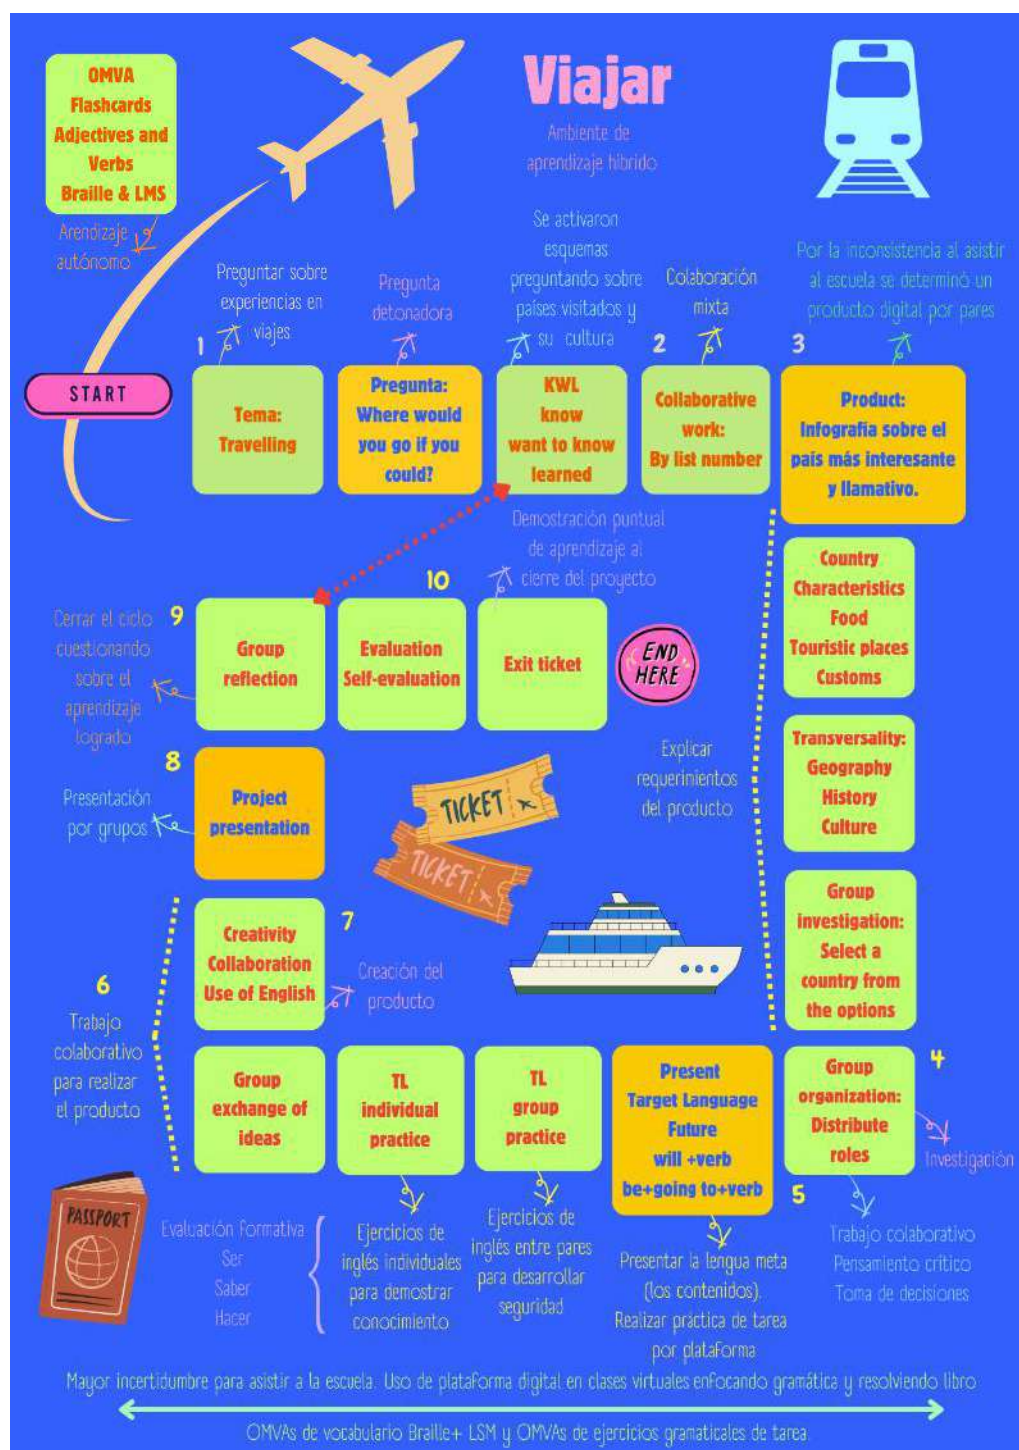 OMVA
Flashcards
Adjectives and
Verbs
Braille & LMS
Arendizaje
autónomo
Viajar
Ambiente de
aprendizaje híbrido
START
1
Preguntar sobre
experiencias en
viajes
Tema:
Travelling
Pregunta
detonadora
Pregunta:
Where would
you go if you
could?
Se activaron
esquemas
preguntando sobre
países visitados y
su cultura
KWL
know
want to know
learned
2
Colaboración
mixta
Collaborative
work:
By list number
3
Por la inconsistencia al asistir
al escuela se determinó un
producto digital por pares
Product:
Infografía sobre el
país más interesante
y llamativo.
Country
Characteristics
Food
Touristic places
Customs
Transversality:
Geography
History
Culture
Group
investigation:
Select a
country from
the options
Explicar
requerimientos
del producto
4
Group
organization:
Distribute
roles
Investigación
5
Trabajo colaborativo
Pensamiento crítico
Toma de decisiones
Present
Target Language
Future
will +verb
be+going to+verb
Presentar la lengua meta
(los contenidos).
Realizar práctica de tarea
por plataforma
TL
group
practice
Ejercicios de
inglés entre pares
para desarrollar
seguridad
TL
individual
practice
Ejercicios de
inglés individuales
para demostrar
conocimiento
Evaluación Formativa
Ser
Saber
Hacer
Group
exchange of
ideas
6
Trabajo
colaborativo
para realizar
el producto
7
Creativity
Collaboration
Use of English
Creación del
producto
8
Project
presentation
Presentación
por grupos
9
Group
reflection
Cerrar el ciclo
cuestionando
sobre el
aprendizaje
logrado
10
Evaluation
Self-evaluation
Exit ticket
Demostración puntual
de aprendizaje al
cierre del proyecto
END
HERE
TICKET
TICKET
PASSPORT
Mayor incertidumbre para asistir a la escuela. Uso de plataforma digital en clases virtuales enfocando gramática y resolviendo libro
OMVAs de vocabulario Braille+ LSM y OMVAs de ejercicios gramaticales de tarea.